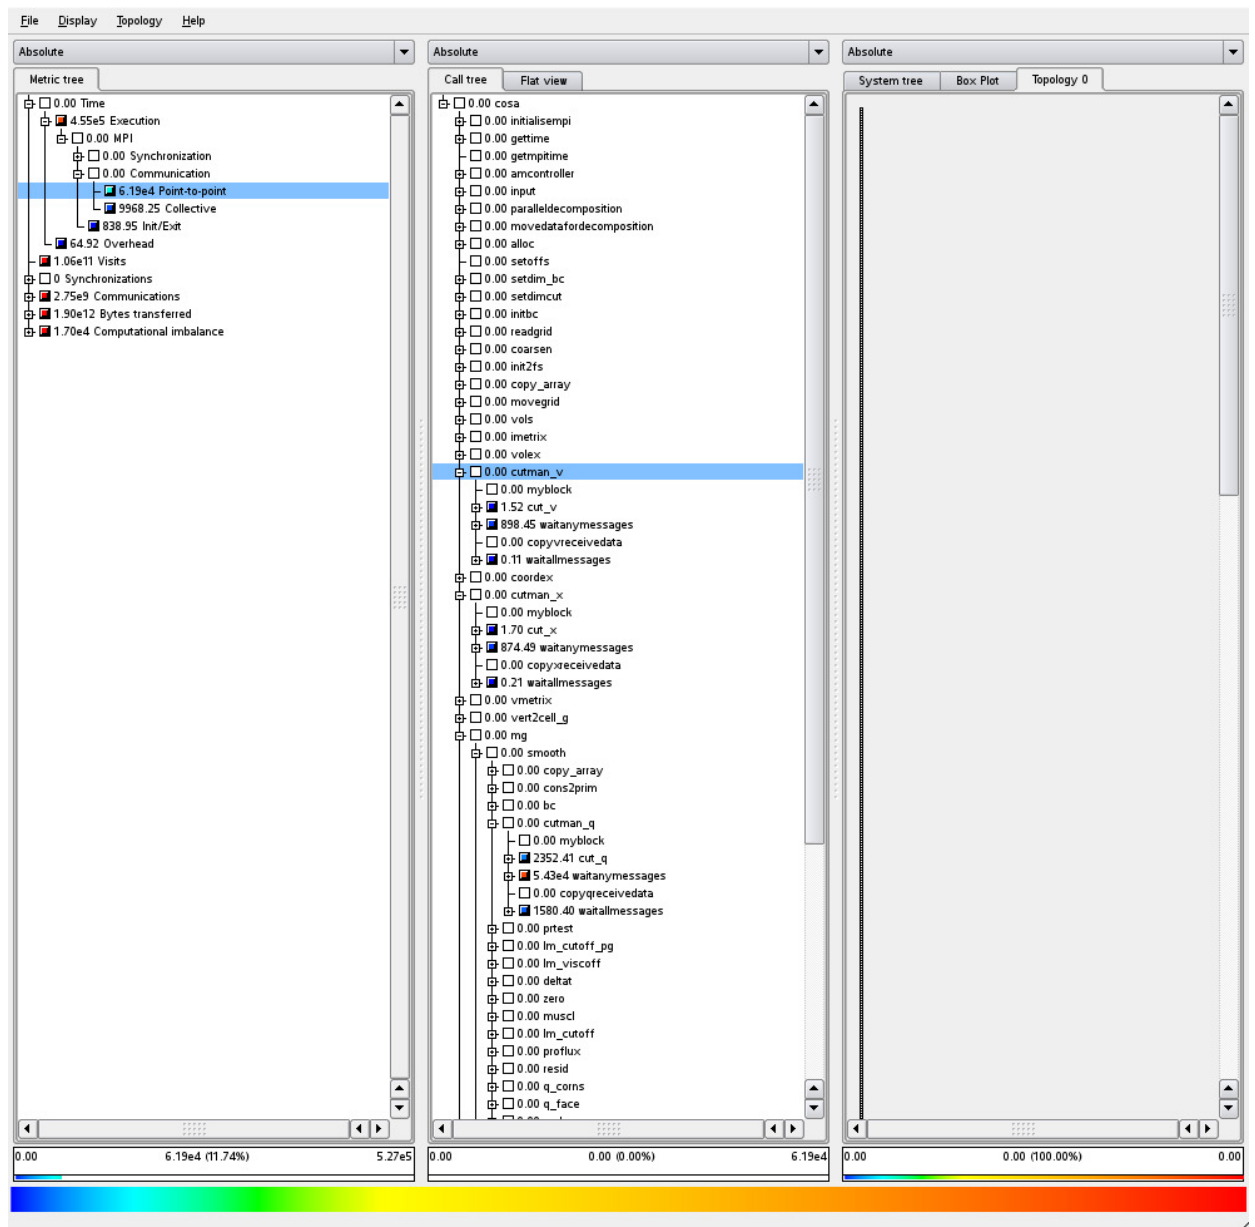 File Display Topology Help
Absolute
Metric tree
0.00 Time
4.55e5 Execution
0.00 MPI
0.00 Synchronization
0.00 Communication
6.19e4 Point-to-point
9968.25 Collective
838.95 Init/Exit
64.92 Overhead
1.06e11 Visits
0 Synchronizations
2.75e9 Communications
1.90e12 Bytes transferred
1.70e4 Computational imbalance
0.00 6.19e4 (11.74%) 5.27e5
Absolute
Call tree Flat view
0.00 cosa
0.00 initialisempi
0.00 gettime
0.00 getmpitime
0.00 amcontroller
0.00 input
0.00 paralleldecomposition
0.00 movedatafordecomposition
0.00 alloc
0.00 setoffs
0.00 setdim_bc
0.00 setdimcut
0.00 initbc
0.00 readgrid
0.00 coarsen
0.00 init2fs
0.00 copy_array
0.00 movegrid
0.00 vols
0.00 imetrix
0.00 volex
0.00 cutman_v
0.00 myblock
1.52 cut_v
898.45 waitanymessages
0.00 copyvreceivedata
0.11 waitallmessages
0.00 coordex
0.00 cutman_x
0.00 myblock
1.70 cut_x
874.49 waitanymessages
0.00 copyxreceivedata
0.21 waitallmessages
0.00 vmetrix
0.00 vert2cell_g
0.00 mg
0.00 smooth
0.00 copy_array
0.00 cons2prim
0.00 bc
0.00 cutman_q
0.00 myblock
2352.41 cut_q
5.43e4 waitanymessages
0.00 copyqreceivedata
1580.40 waitallmessages
0.00 prtest
0.00 lm_cutoff_pg
0.00 lm_viscoff
0.00 deltat
0.00 zero
0.00 muscl
0.00 lm_cutoff
0.00 proflux
0.00 resid
0.00 q_corns
0.00 q_face
0.00 0.00 (0.00%) 6.19e4
Absolute
System tree Box Plot Topology 0
0.00 0.00 (100.00%) 0.00